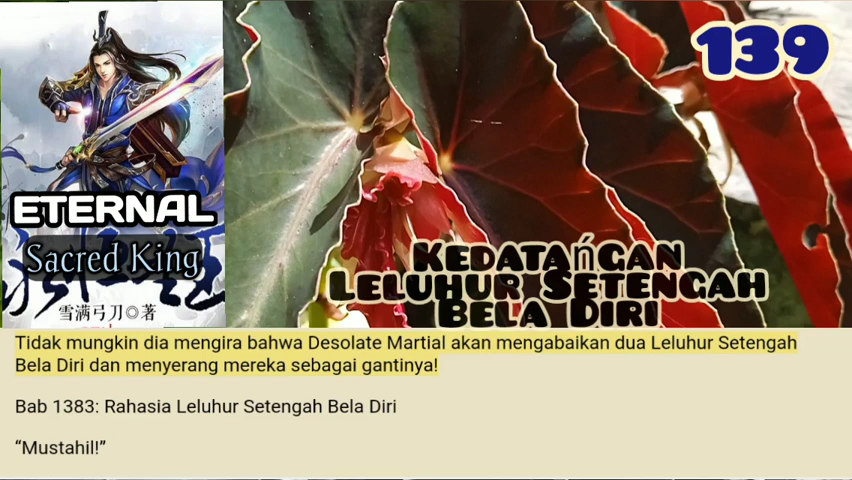 139
ETERNAL
Sacred King
雪满弓刀◎著
Kedatańgan
Leluhur Setengah
Bela Diri
Tidak mungkin dia mengira bahwa Desolate Martial akan mengabaikan dua Leluhur Setengah
Bela Diri dan menyerang mereka sebagai gantinya!
Bab 1383: Rahasia Leluhur Setengah Bela Diri
“Mustahil!”